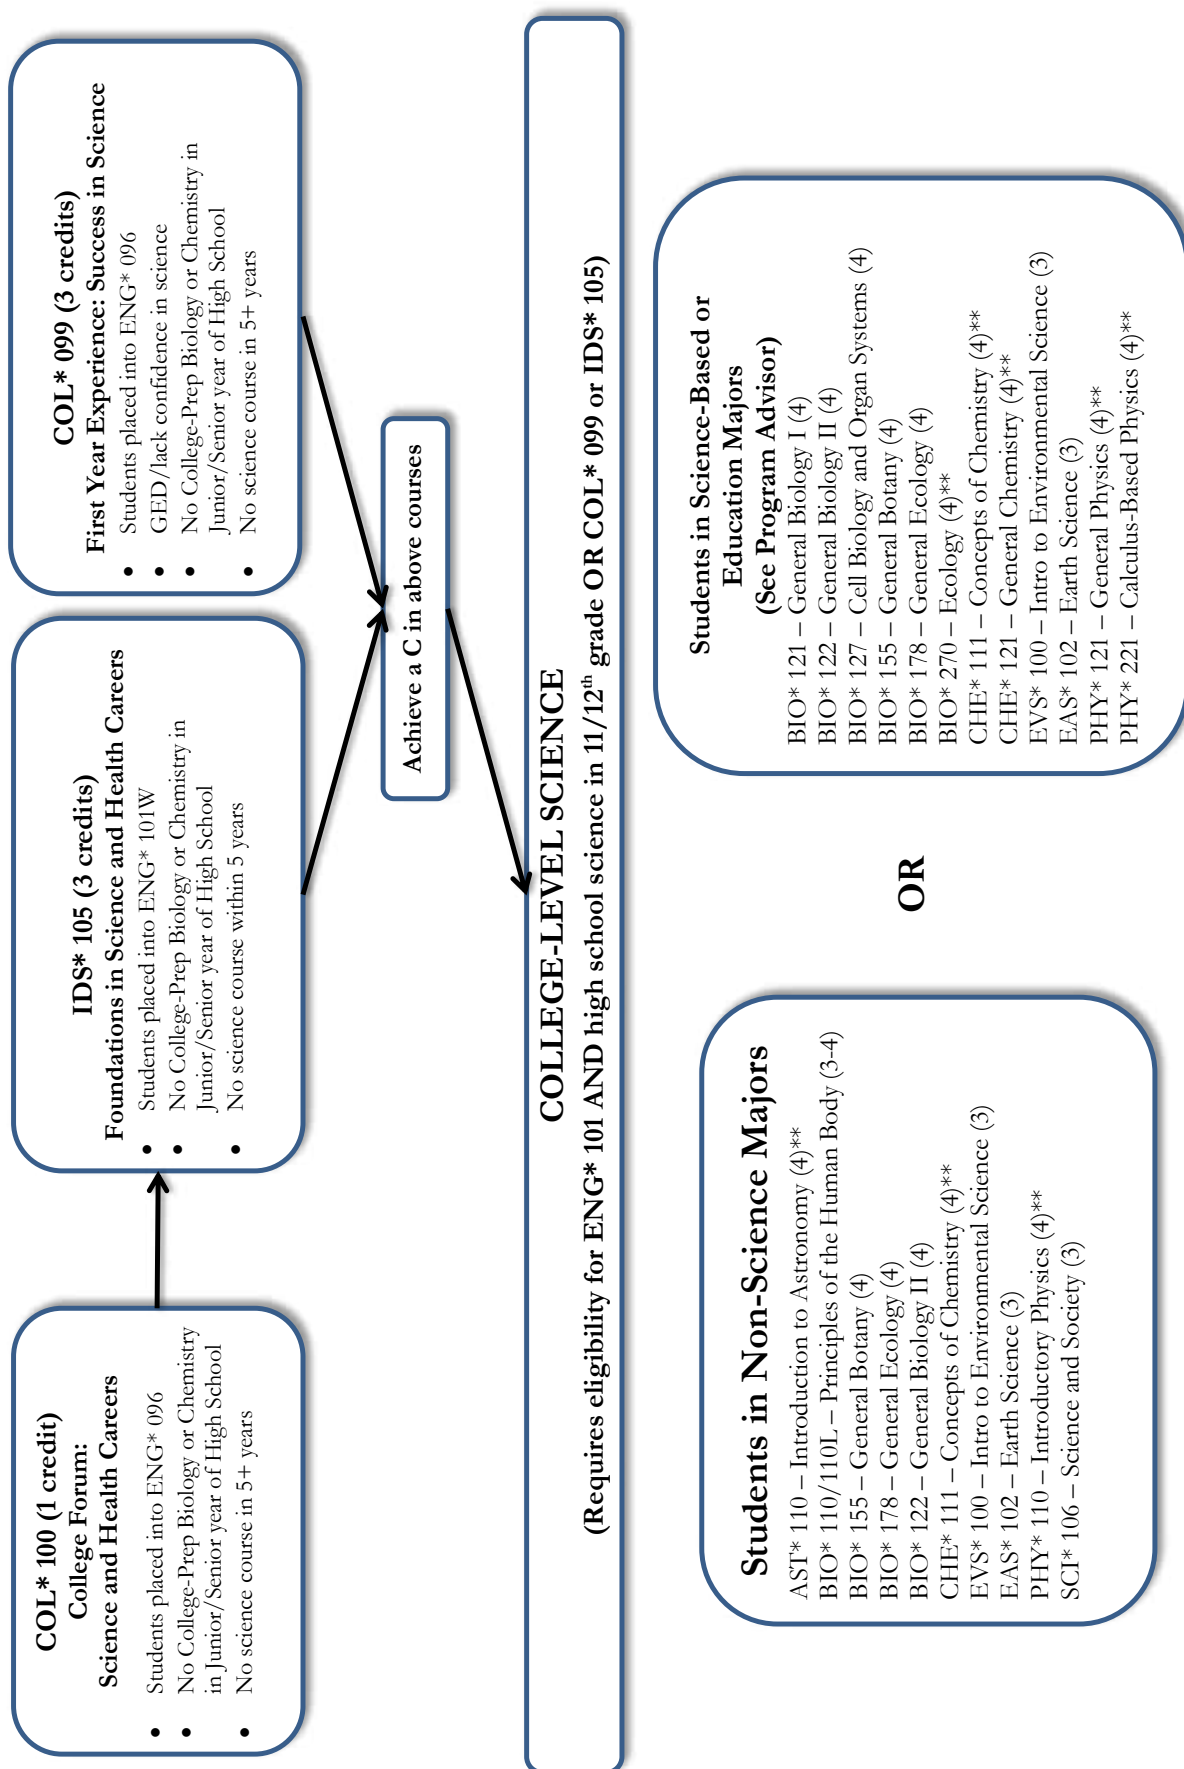 COL* 100 (1 credit)
College Forum:
Science and Health Careers
• Students placed into ENG* 096
• No College-Prep Biology or Chemistry
in Junior/Senior year of High School
• No science course in 5+ years
IDS* 105 (3 credits)
Foundations in Science and Health Careers
• Students placed into ENG* 101W
• No College-Prep Biology or Chemistry in
Junior/Senior year of High School
• No science course within 5 years
COL* 099 (3 credits)
First Year Experience: Success in Science
• Students placed into ENG* 096
• GED/lack confidence in science
• No College-Prep Biology or Chemistry in
Junior/Senior year of High School
• No science course in 5+ years
Achieve a C in above courses
COLLEGE-LEVEL SCIENCE
(Requires eligibility for ENG* 101 AND high school science in 11/12th grade OR COL* 099 or IDS* 105)
Students in Non-Science Majors
AST* 110 – Introduction to Astronomy (4)**
BIO* 110/110L – Principles of the Human Body (3-4)
BIO* 155 – General Botany (4)
BIO* 178 – General Ecology (4)
BIO* 122 – General Biology II (4)
CHE* 111 – Concepts of Chemistry (4)**
EVS* 100 – Intro to Environmental Science (3)
EAS* 102 – Earth Science (3)
PHY* 110 – Introductory Physics (4)**
SCI* 106 – Science and Society (3)
OR
Students in Science-Based or
Education Majors
(See Program Advisor)
BIO* 121 – General Biology I (4)
BIO* 122 – General Biology II (4)
BIO* 127 – Cell Biology and Organ Systems (4)
BIO* 155 – General Botany (4)
BIO* 178 – General Ecology (4)
BIO* 270 – Ecology (4)**
CHE* 111 – Concepts of Chemistry (4)**
CHE* 121 – General Chemistry (4)**
EVS* 100 – Intro to Environmental Science (3)
EAS* 102 – Earth Science (3)
PHY* 121 – General Physics (4)**
PHY* 221 – Calculus-Based Physics (4)**